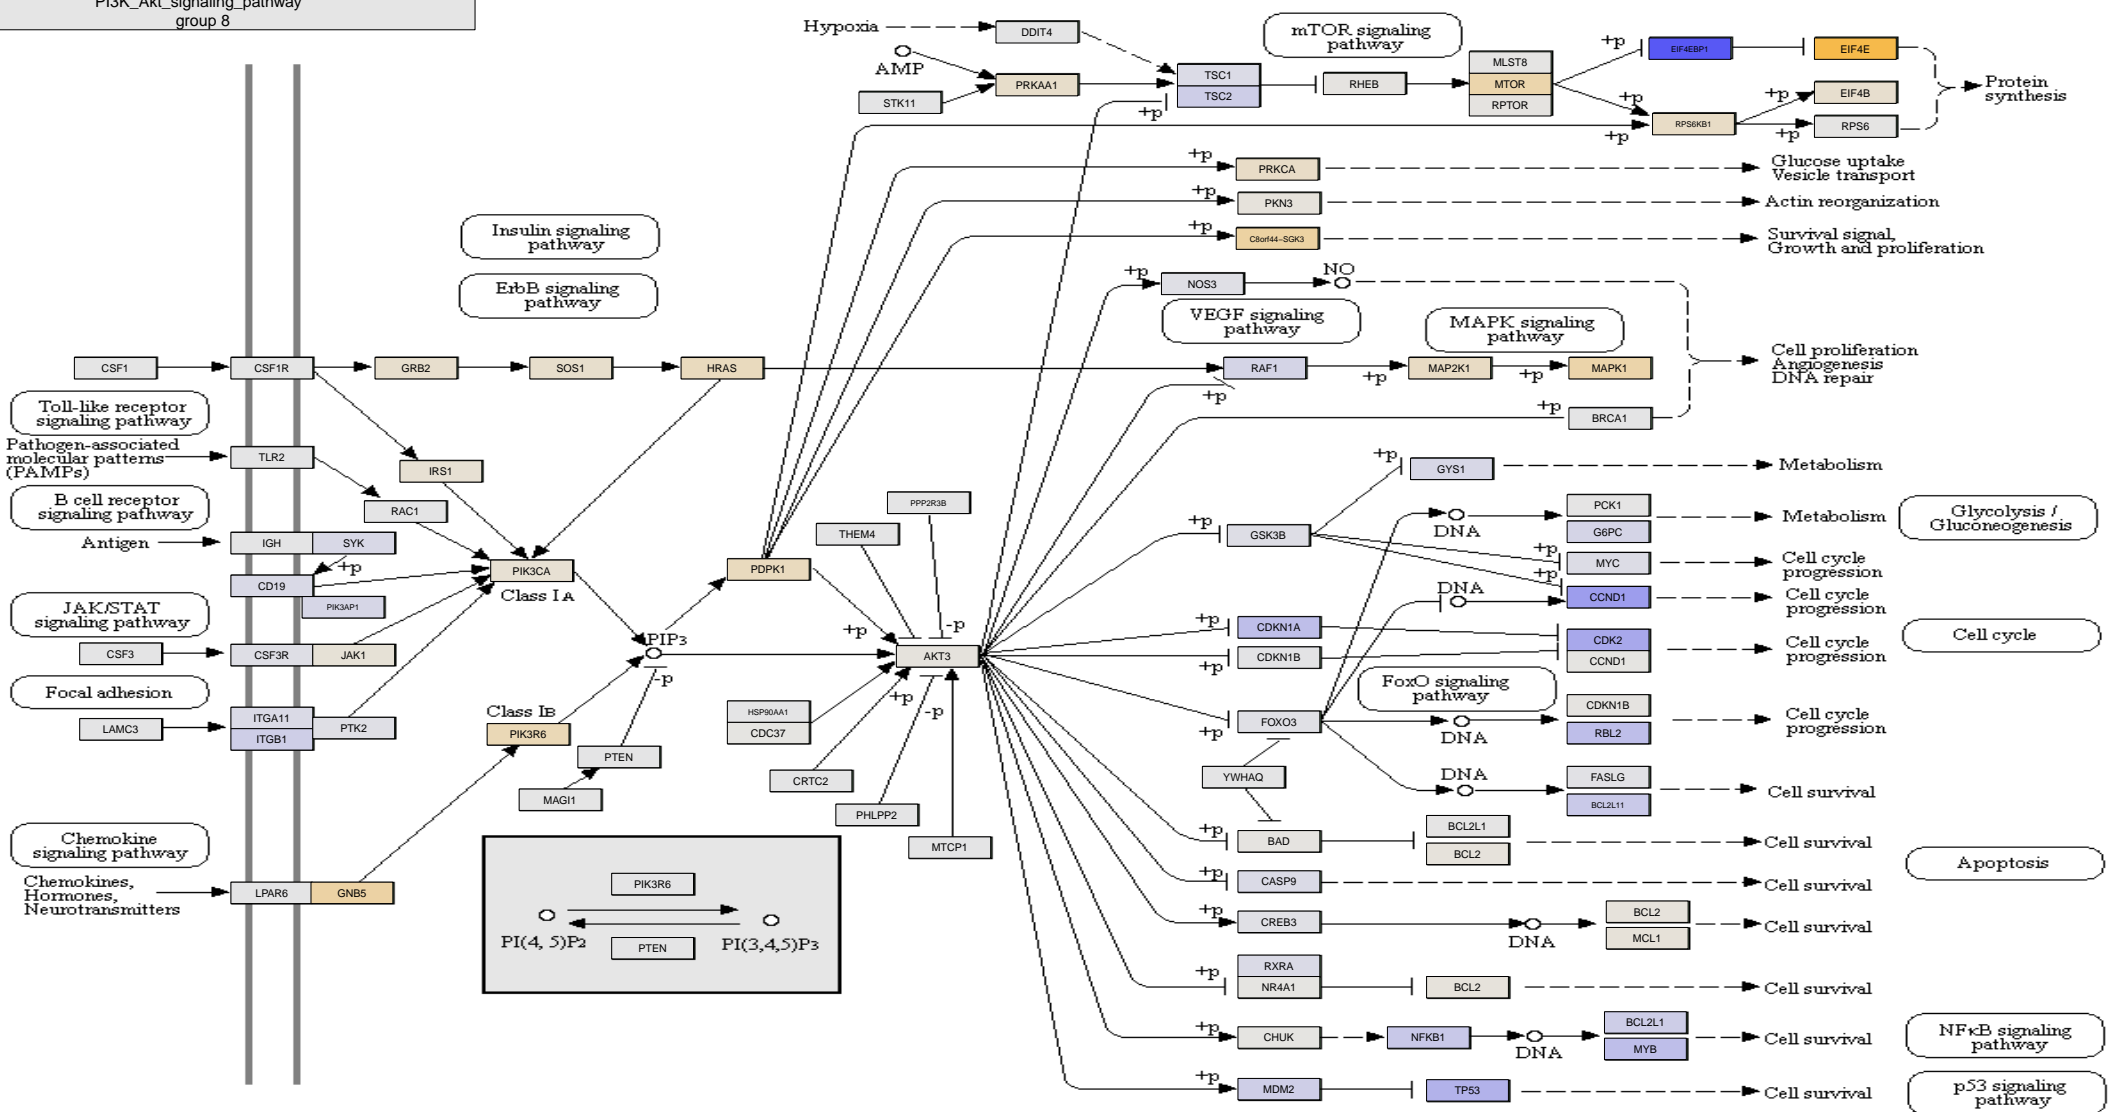 PI3K_Akt_signaling_pathway
group 8
Hypoxia
DDIT4
AMP
STK11
PRKAA1
TSC1
TSC2
+p
mTOR signaling
pathway
RHEB
MLST8
MTOR
RPTOR
+p
EIF4EBP1
EIF4E
+p
+p
RPS6KB1
+p
EIF4B
+p
RPS6
Protein
synthesis
+p
PRKCA
Glucose uptake
Vesicle transport
+p
PKN3
Actin reorganization
+p
C8orf44−SGK3
Survival signal,
Growth and proliferation
Insulin signaling
pathway
ErbB signaling
pathway
+p
NOS3
NO
VEGF signaling
pathway
MAPK signaling
pathway
CSF1
CSF1R
GRB2
SOS1
HRAS
RAF1
+p
+p
MAP2K1
+p
MAPK1
Cell proliferation
Angiogenesis
DNA repair
+p
BRCA1
Toll-like receptor
signaling pathway
Pathogen-associated
molecular patterns
(PAMPs)
TLR2
IRS1
RAC1
B cell receptor
signaling pathway
Antigen
IGH
SYK
+p
CD19
PIK3AP1
PIK3CA
Class IA
JAK/STAT
signaling pathway
CSF3
CSF3R
JAK1
Focal adhesion
LAMC3
ITGA11
ITGB1
PTK2
Class IB
PIK3R6
PIP3
-p
PTEN
MAGI1
Chemokine
signaling pathway
Chemokines,
Hormones,
Neurotransmitters
LPAR6
GNB5
PDPK1
THEM4
PPP2R3B
+p
-p
AKT3
+p
-p
HSP90AA1
CDC37
CRTC2
PHLPP2
MTCP1
PIK3R6
PI(4, 5)P2
PI(3,4,5)P3
PTEN
+p
GYS1
Metabolism
GSK3B
DNA
PCK1
G6PC
Metabolism
Glycolysis /
Gluconeogenesis
+p
MYC
Cell cycle
progression
+p
DNA
CCND1
Cell cycle
progression
+p
CDKN1A
+p
CDKN1B
CDK2
CCND1
Cell cycle
progression
Cell cycle
FoxO signaling
pathway
+p
FOXO3
DNA
CDKN1B
RBL2
Cell cycle
progression
YWHAQ
DNA
FASLG
BCL2L11
Cell survival
+p
BAD
BCL2L1
BCL2
Cell survival
Apoptosis
+p
CASP9
Cell survival
+p
CREB3
DNA
BCL2
MCL1
Cell survival
+p
RXRA
NR4A1
BCL2
Cell survival
+p
CHUK
NFKB1
DNA
BCL2L1
MYB
Cell survival
NFκB signaling
pathway
+p
MDM2
TP53
Cell survival
p53 signaling
pathway